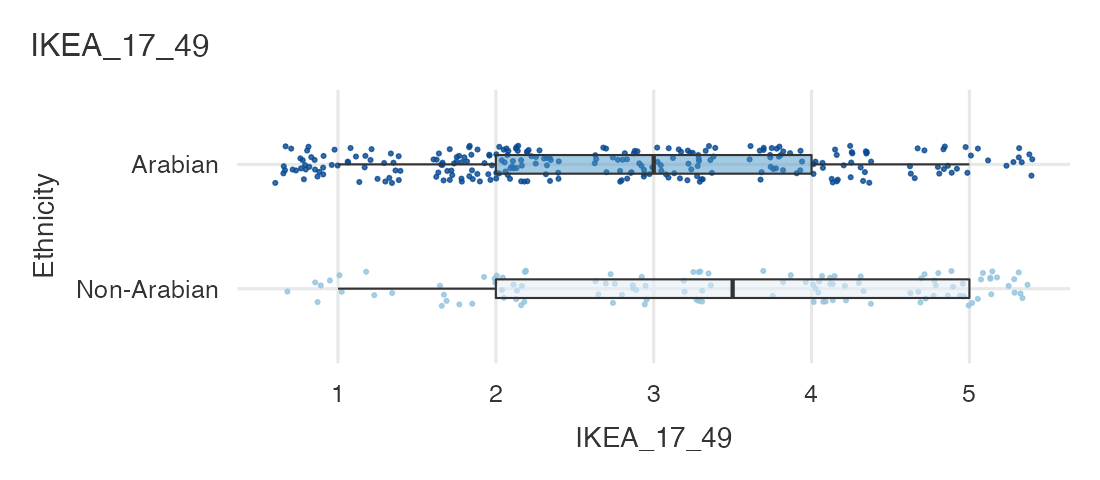 IKEA_17_49
Ethnicity
Arabian
Non-Arabian
1 2 3 4 5
IKEA_17_49